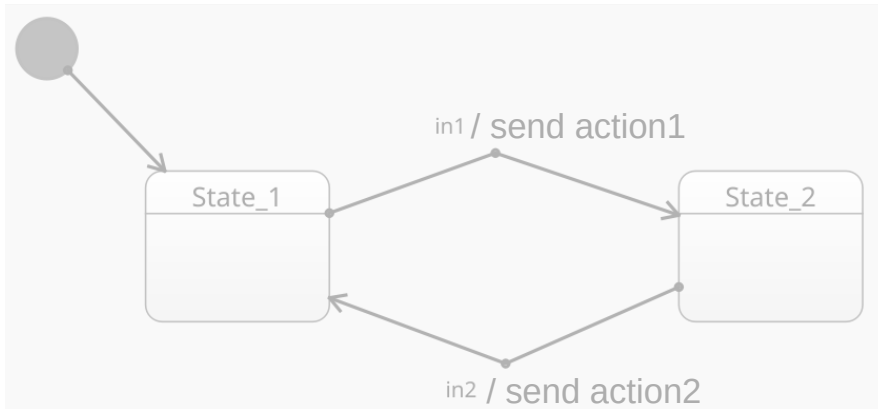 in1 / send action1
State_1
State_2
in2 / send action2